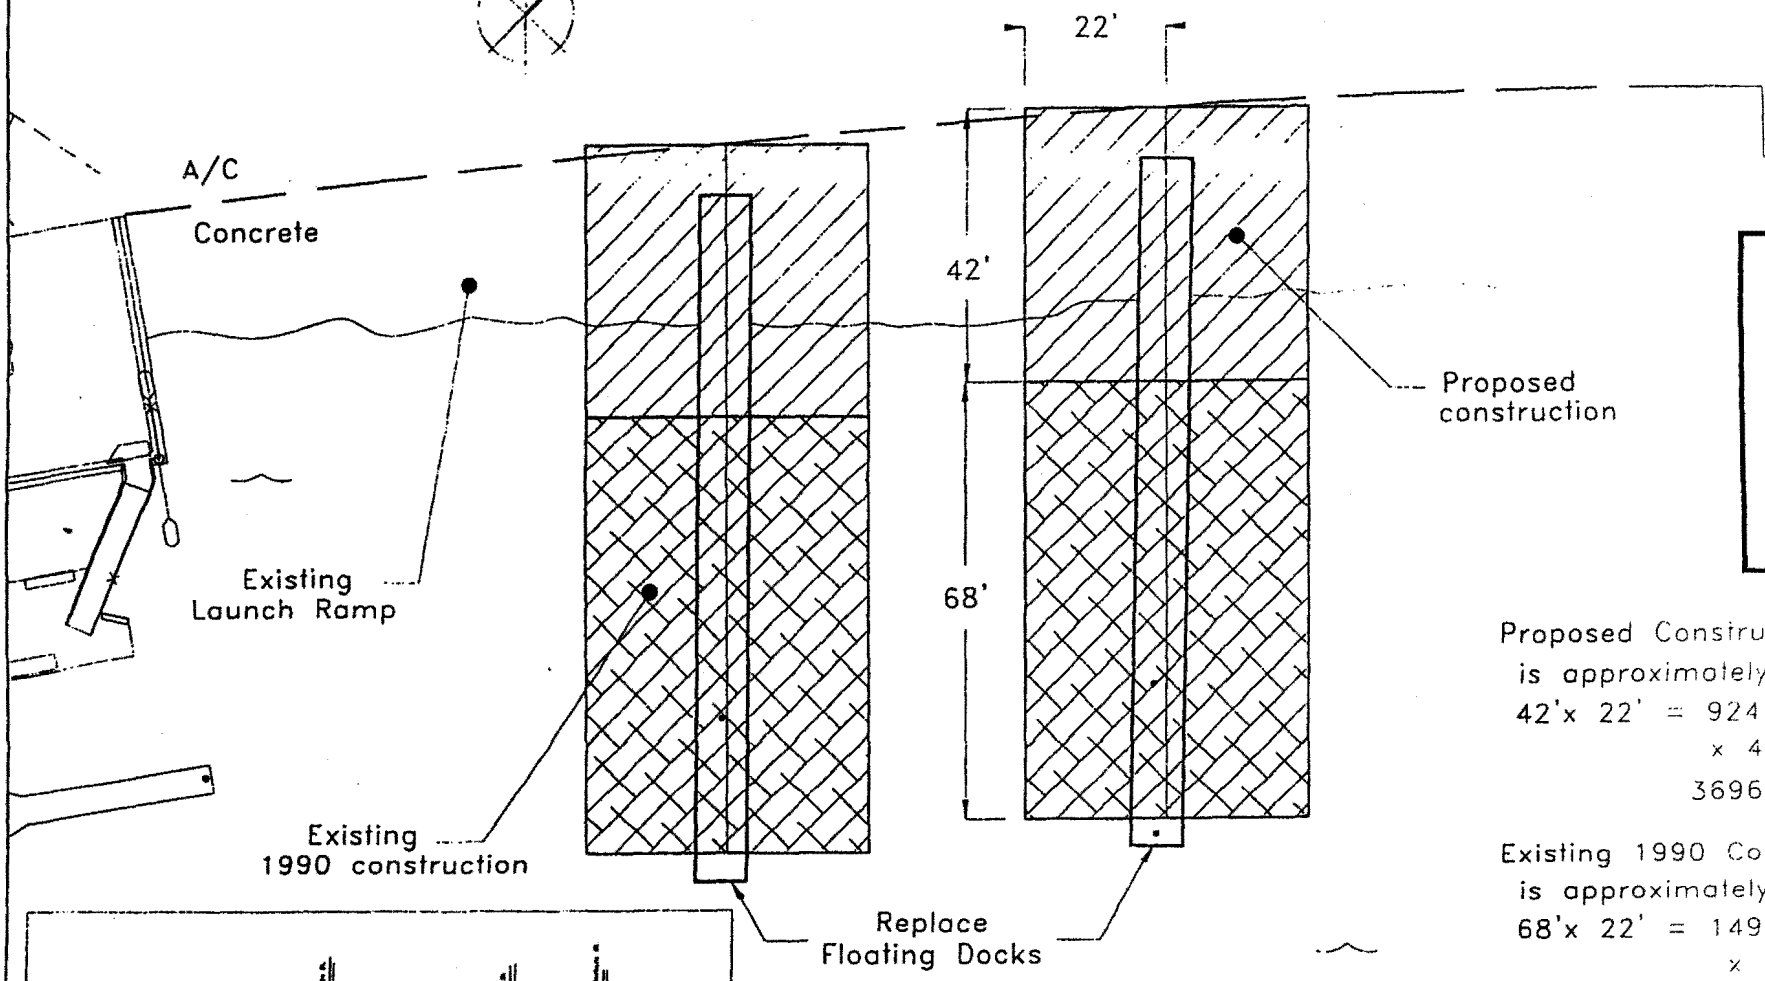 22'
A/C
Concrete
42'
Proposed
construction
68'
Existing
Launch Ramp
Proposed Constru
is approximately
42'x 22' = 924
x 4
3696
Existing
1990 construction
Existing 1990 Co
is approximately
68'x 22' = 149
x
Replace
Floating Docks